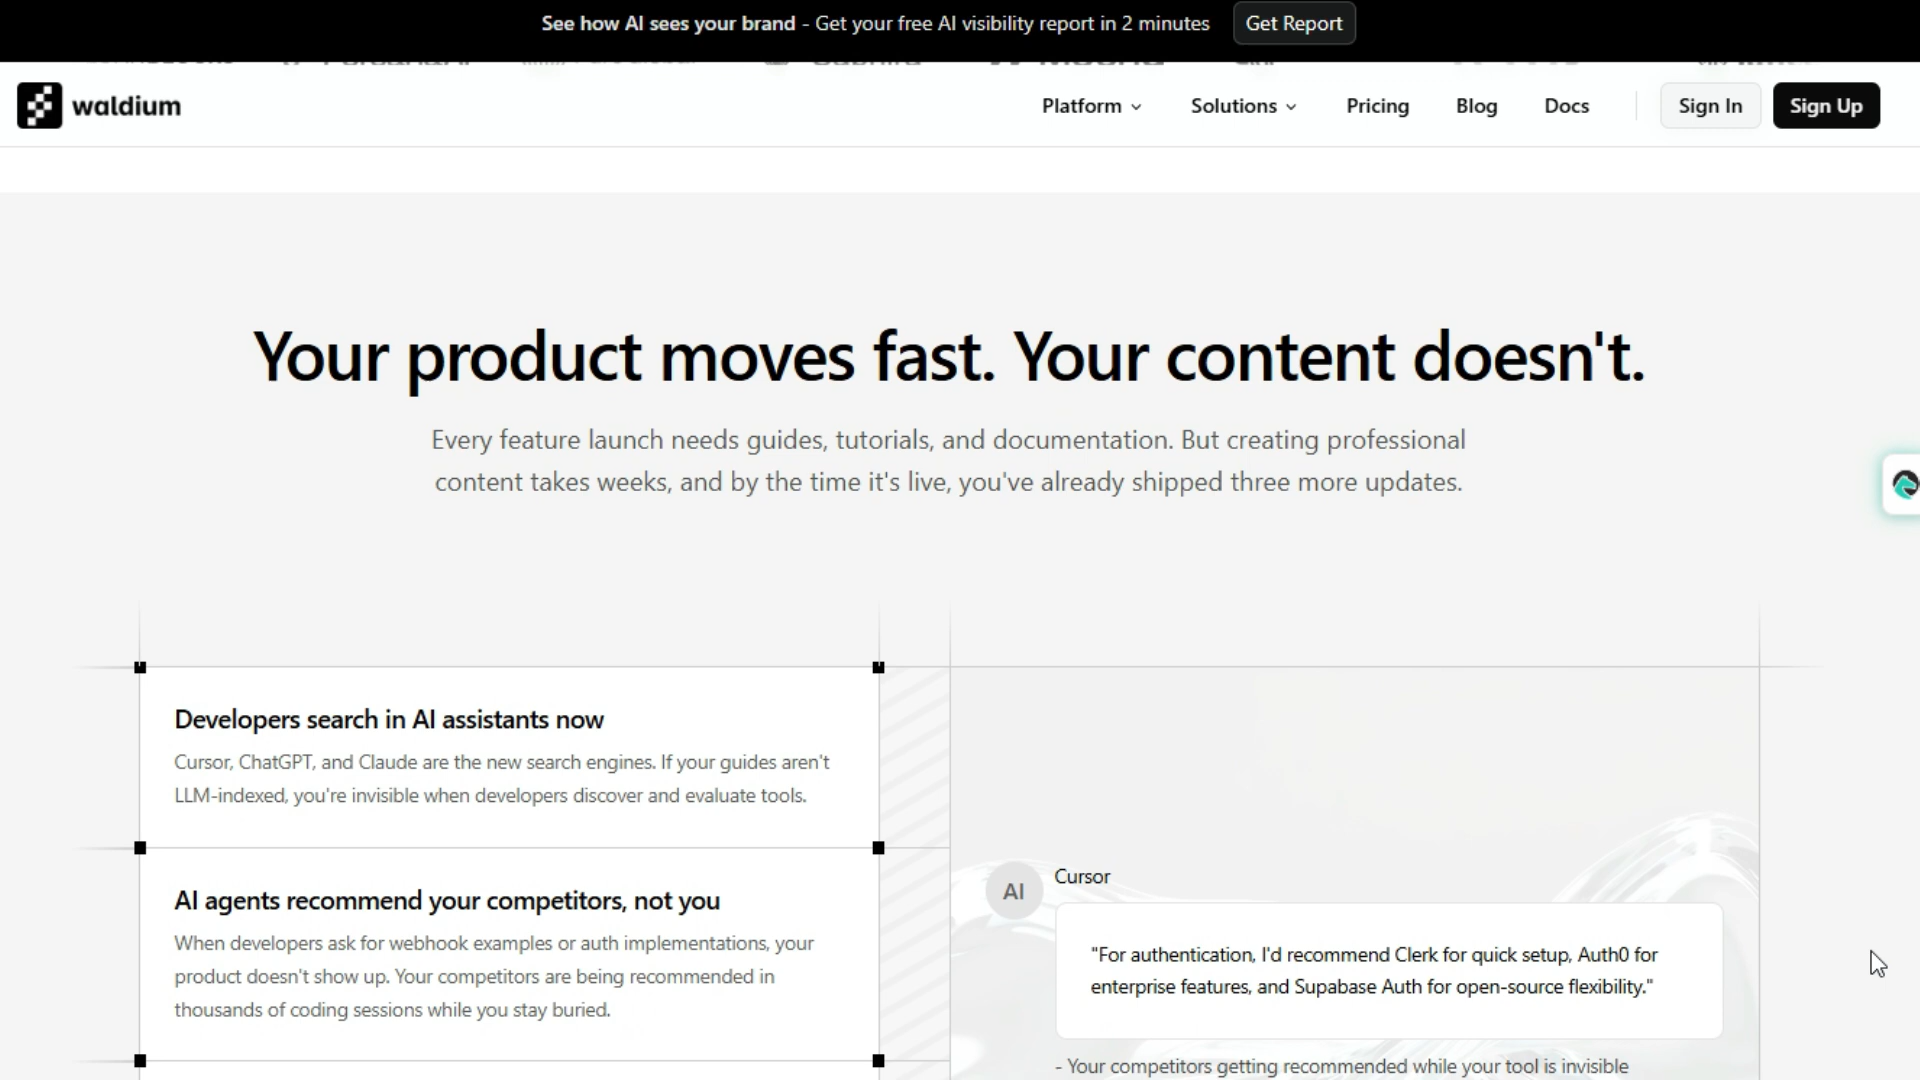 See how AI sees your brand - Get your free AI visibility report in 2 minutes
Get Report
waldium
Platform
Solutions
Pricing
Blog
Docs
Sign In
Sign Up
Your product moves fast. Your content doesn't.
Every feature launch needs guides, tutorials, and documentation. But creating professional
content takes weeks, and by the time it's live, you've already shipped three more updates.
Developers search in AI assistants now
Cursor, ChatGPT, and Claude are the new search engines. If your guides aren't
LLM-indexed, you're invisible when developers discover and evaluate tools.
AI agents recommend your competitors, not you
When developers ask for webhook examples or auth implementations, your
product doesn't show up. Your competitors are being recommended in
thousands of coding sessions while you stay buried.
AI
Cursor
"For authentication, I'd recommend Clerk for quick setup, Auth0 for
enterprise features, and Supabase Auth for open-source flexibility."
- Your competitors getting recommended while your tool is invisible